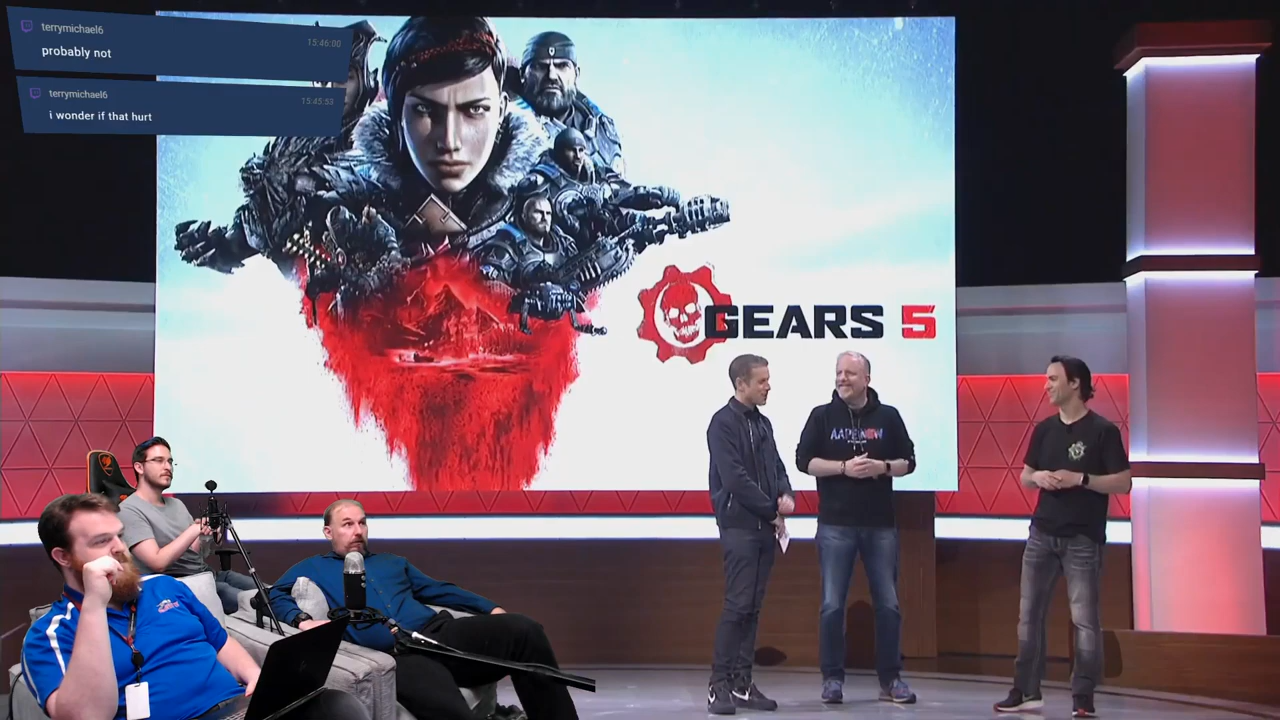 terrymichael6
15:46:00
probably not
terrymichael6
15:45:53
i wonder if that hurt
GEARS 5